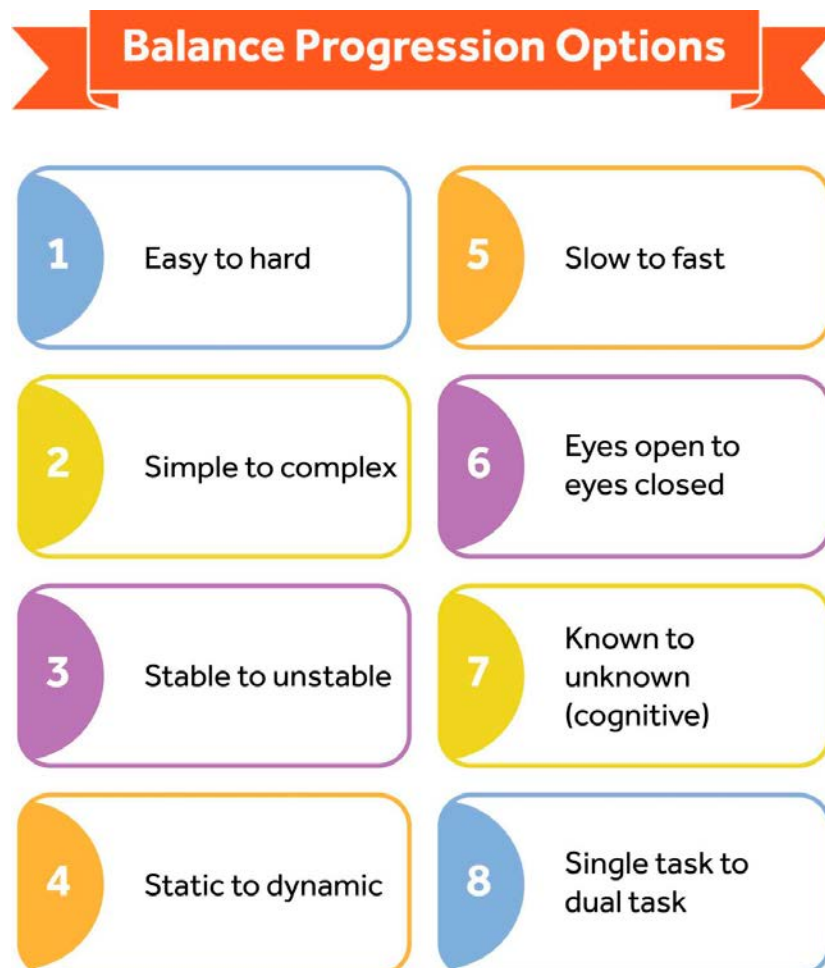 Balance Progression Options
1
Easy to hard
2
Simple to complex
3
Stable to unstable
4
Static to dynamic
5
Slow to fast
6
Eyes open to
eyes closed
7
Known to
unknown
(cognitive)
8
Single task to
dual task